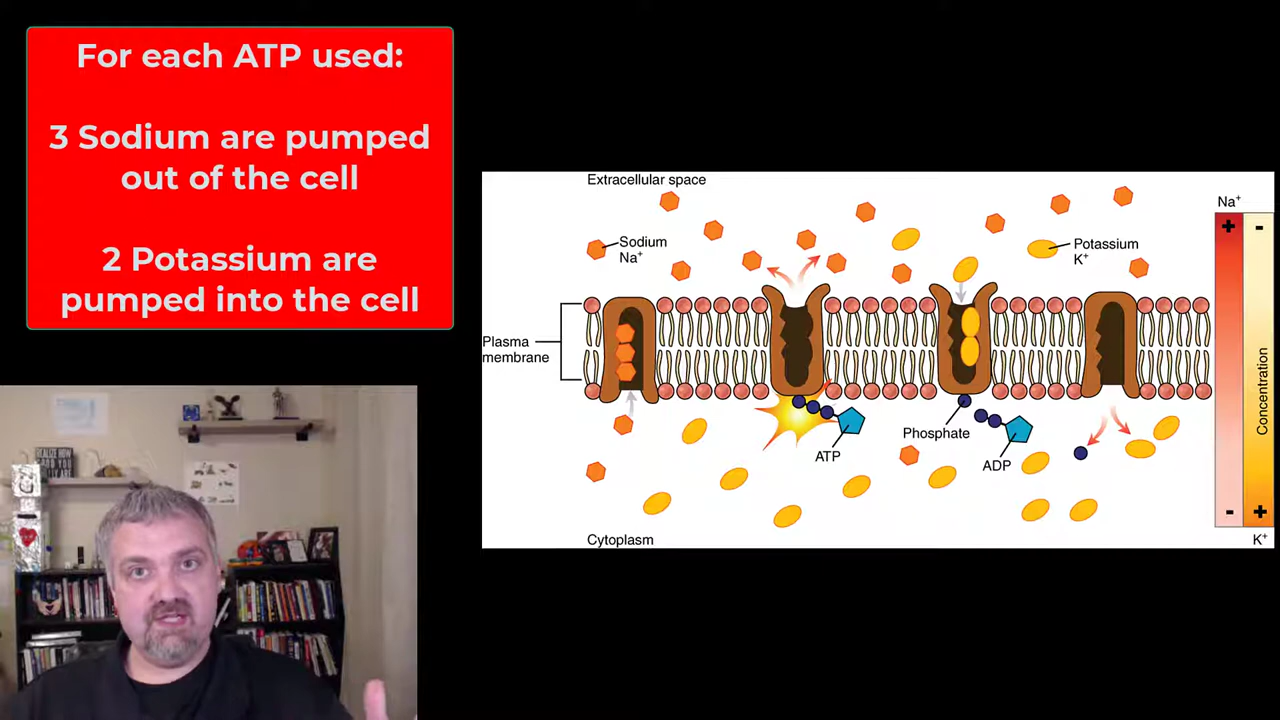 For each ATP used:
3 Sodium are pumped
out of the cell
2 Potassium are
pumped into the cell
Extracellular space
Sodium
Na+
Potassium
K+
Na+
+
-
Plasma
membrane
Concentration
Phosphate
ATP
ADP
-
+
Cytoplasm
K+